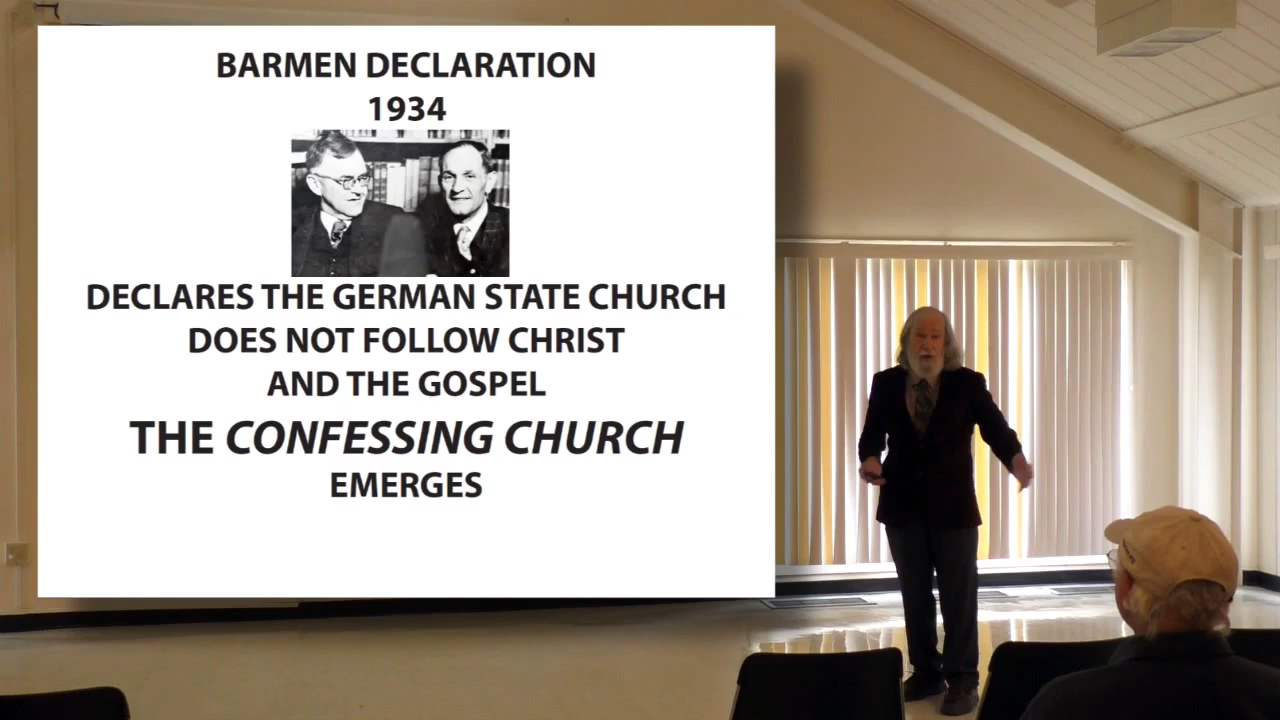 BARMEN DECLARATION
1934
DECLARES THE GERMAN STATE CHURCH
DOES NOT FOLLOW CHRIST
AND THE GOSPEL
THE CONFESSING CHURCH
EMERGES